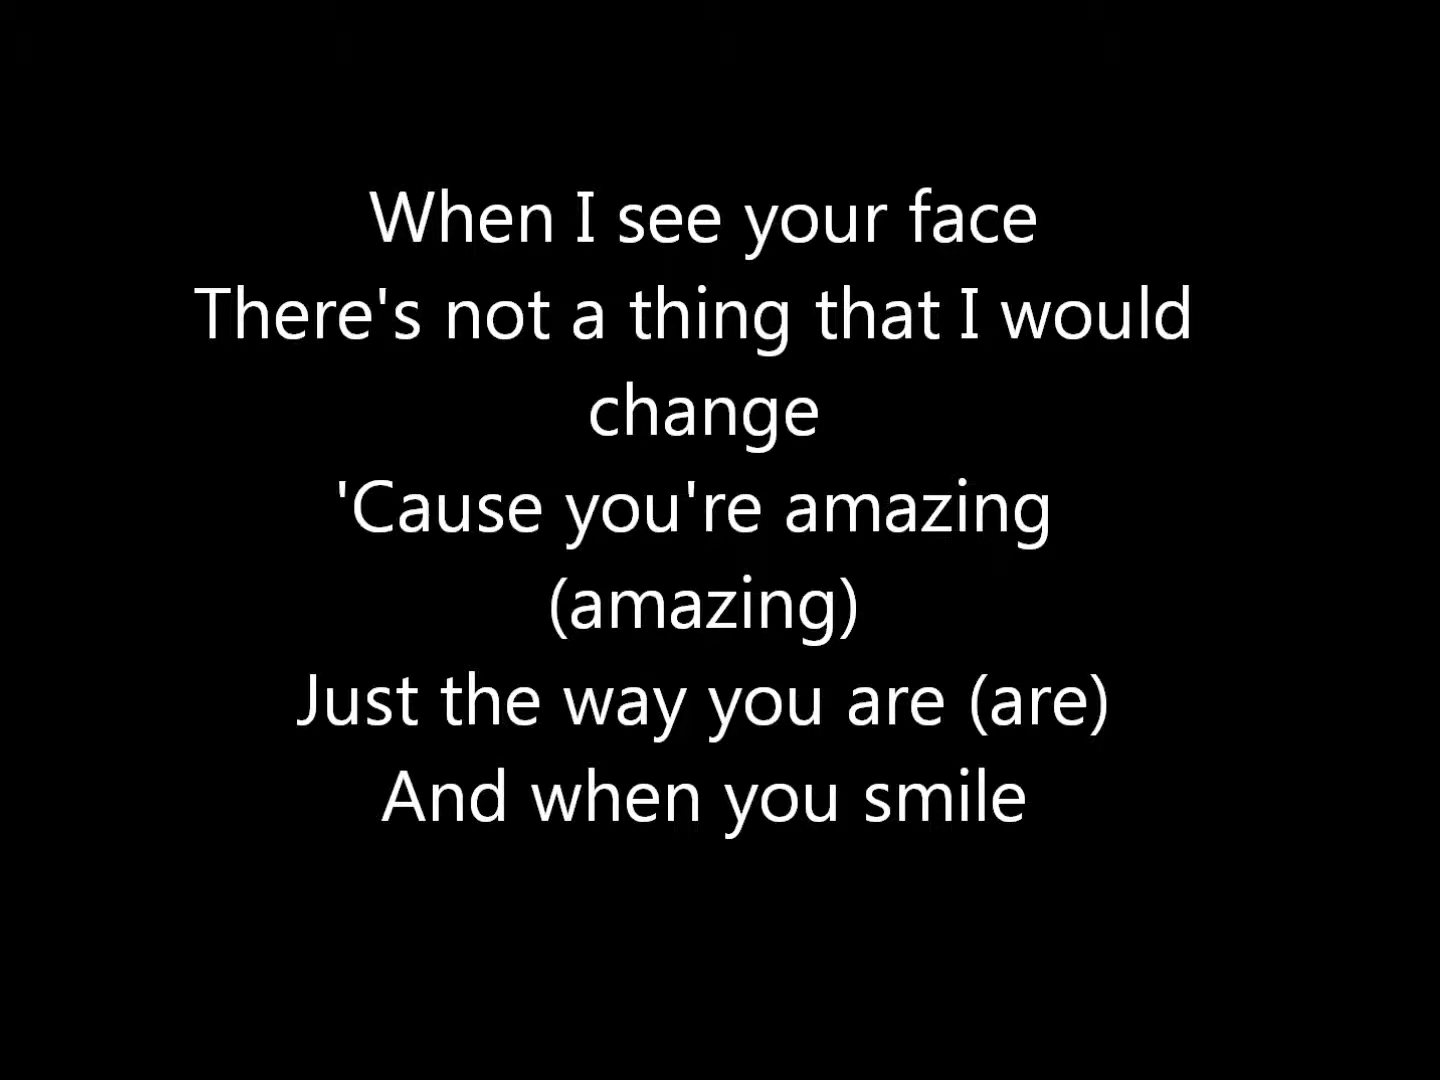 When I see your face
There's not a thing that I would
change
'Cause you're amazing
(amazing)
Just the way you are (are)
And when you smile